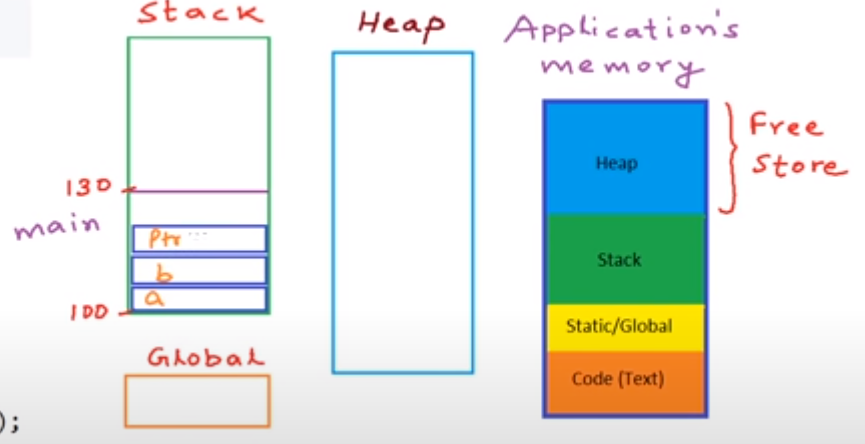 Stack
130
main
Ptr ...
b
a
100
Global
);
Heap
Application's
memory
Heap
Stack
Static/Global
Code (Text)
Free
Store